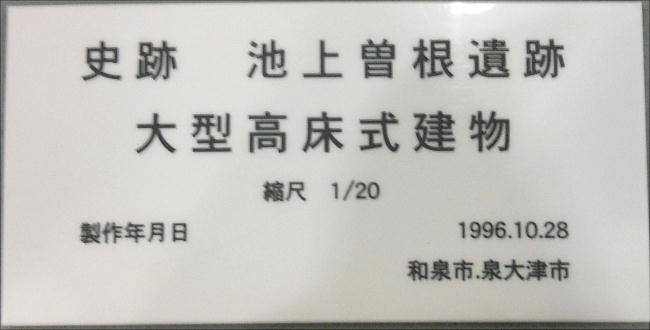 史跡　池上曽根遺跡
大型高床式建物
縮尺　1/20
製作年月日　1996.10.28
和泉市.泉大津市